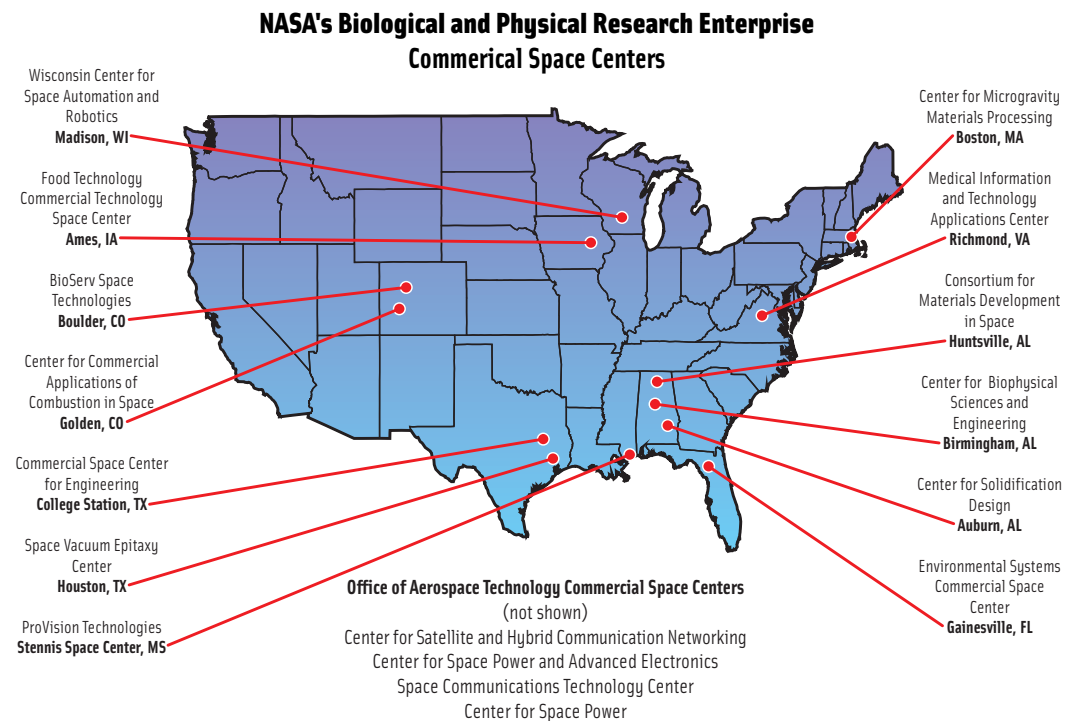 NASA's Biological and Physical Research Enterprise
Commerical Space Centers
Wisconsin Center for
Space Automation and
Robotics
Madison, WI
Food Technology
Commercial Technology
Space Center
Ames, IA
BioServ Space
Technologies
Boulder, CO
Center for Commercial
Applications of
Combustion in Space
Golden, CO
Commercial Space Center
for Engineering
College Station, TX
Space Vacuum Epitaxy
Center
Houston, TX
ProVision Technologies
Stennis Space Center, MS
Center for Microgravity
Materials Processing
Boston, MA
Medical Information
and Technology
Applications Center
Richmond, VA
Consortium for
Materials Development
in Space
Huntsville, AL
Center for Biophysical
Sciences and
Engineering
Birmingham, AL
Center for Solidification
Design
Auburn, AL
Environmental Systems
Commercial Space
Center
Gainesville, FL
Office of Aerospace Technology Commercial Space Centers
(not shown)
Center for Satellite and Hybrid Communication Networking
Center for Space Power and Advanced Electronics
Space Communications Technology Center
Center for Space Power